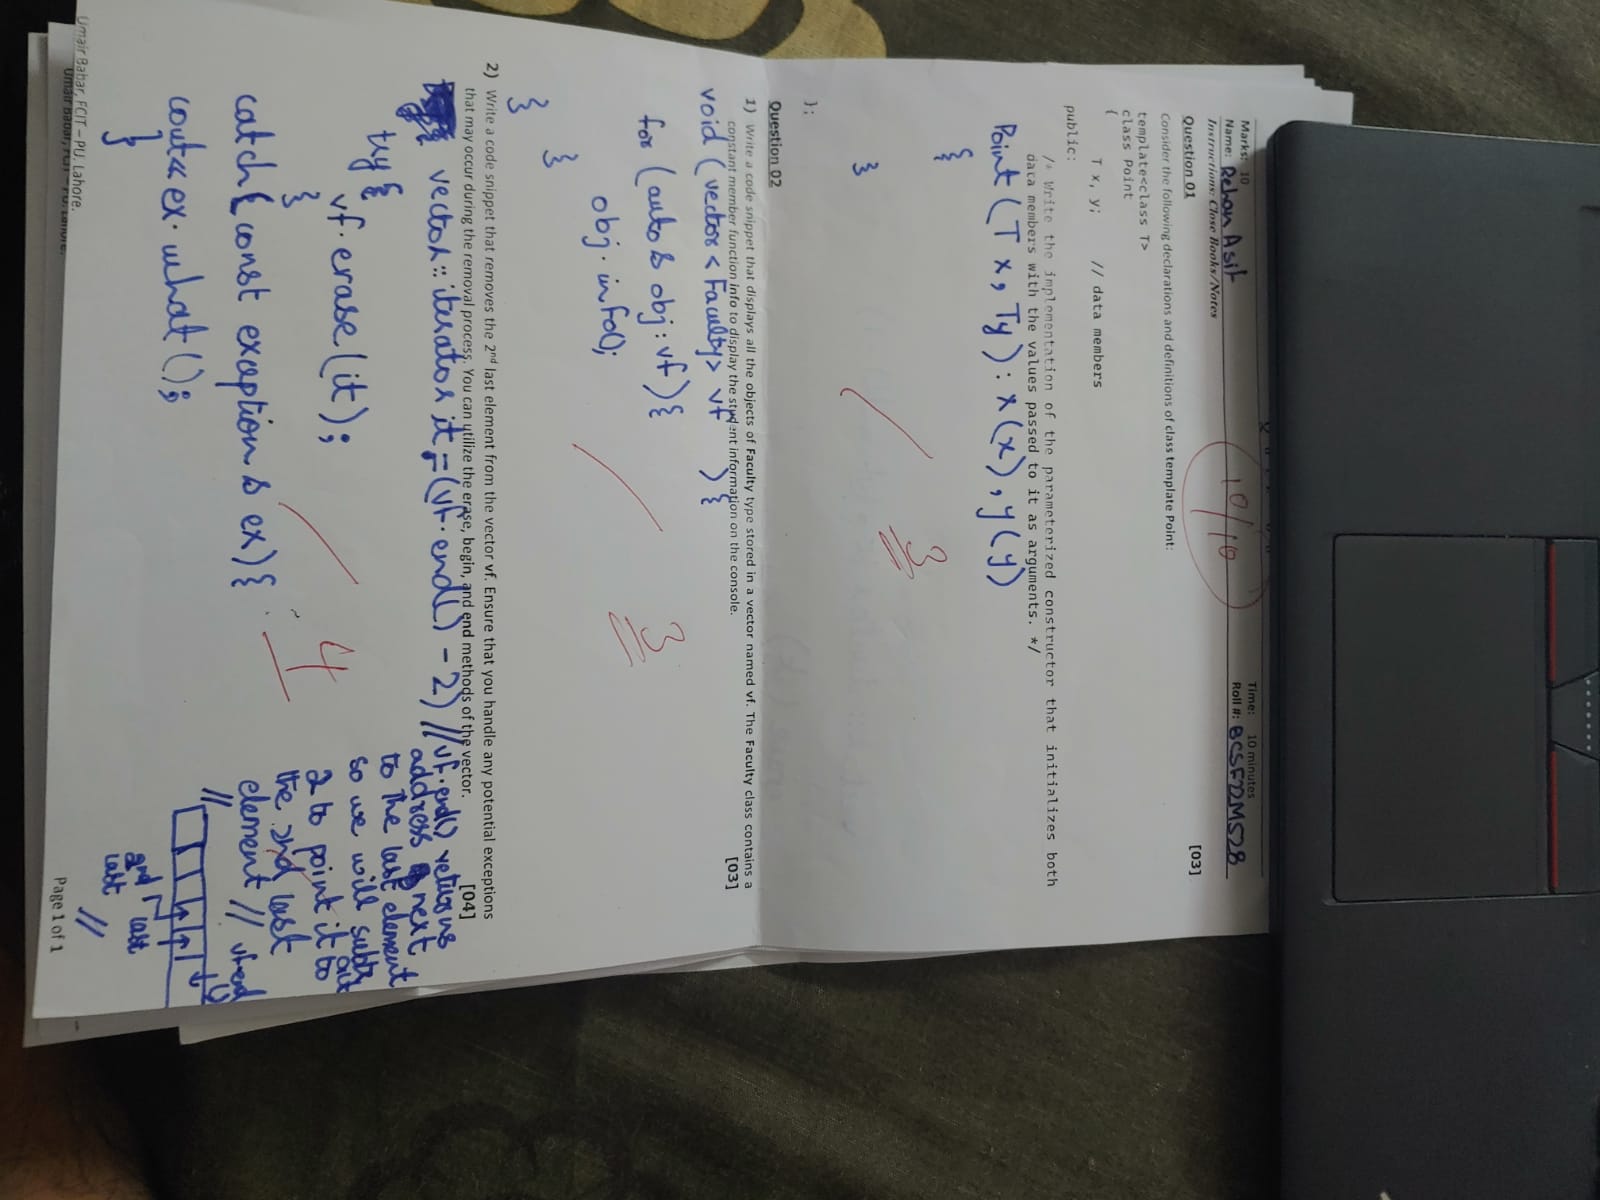 Marks: 10
Time: 10 minutes
Name: Rehan Asif
Roll #: BCSF22M528
Instructions: Close Books/Notes
10/10
Question 01
[03]
Consider the following declarations and definitions of class template Point:
template<class T>
class Point
{
T x, y; // data members
public:
/* Write the implementation of the parameterized constructor that initializes both
data members with the values passed to it as arguments. */
Point(T x, Ty): x(x), y(y)
{
3
}
};
Question 02
1) Write a code snippet that displays all the objects of Faculty type stored in a vector named vf. The Faculty class contains a
constant member function info to display the student information on the console.
[03]
void (vector < Faculty> vf ) {
for (auto & obj : vf) {
obj. info();
3
}
}
2) Write a code snippet that removes the 2nd last element from the vector vf. Ensure that you handle any potential exceptions
that may occur during the removal process. You can utilize the erase, begin, and end methods of the vector.
[04]
vector :: iterator it = (vf. end() - 2) // vf. end() returns
address next
to the last element
so we will subtract
2 to point it to
the 2nd last
element //
try {
vf. erase(it);
}
4
catch( const exception & ex) {
cout<< ex. what();
}
vfend
//
2nd last
last
//
Umair Babar, FCIT – PU. Lahore.
Page 1 of 1
Umair Babar, FCIT – PU. Lahore.